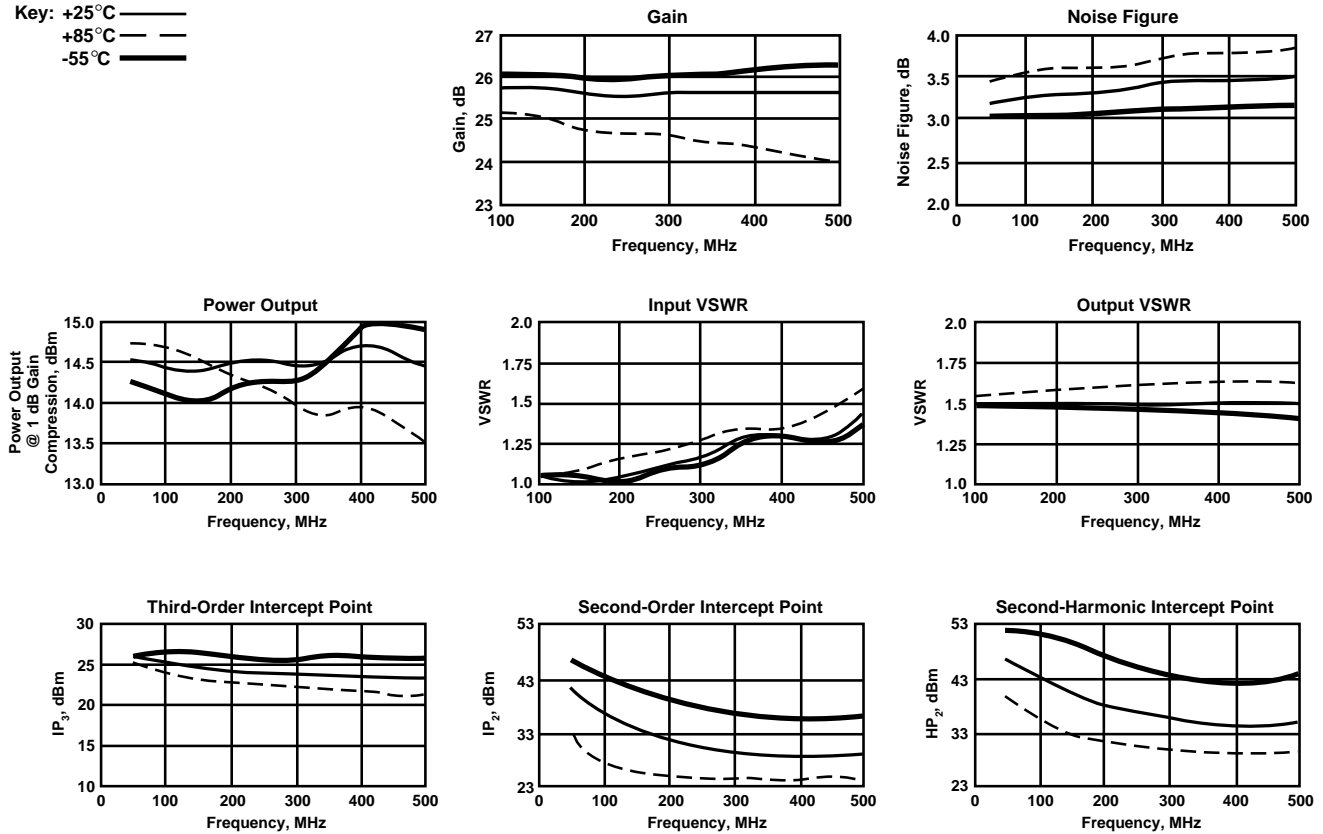 Key: +25°C
+85°C
-55°C
Gain
Gain, dB
27
26
25
24
23
100 200 300 400 500
Frequency, MHz
Noise Figure
Noise Figure, dB
4.0
3.5
3.0
2.5
2.0
0 100 200 300 400 500
Frequency, MHz
Power Output
Power Output
@ 1 dB Gain
Compression, dBm
15.0
14.5
14.0
13.5
13.0
0 100 200 300 400 500
Frequency, MHz
Input VSWR
VSWR
2.0
1.75
1.5
1.25
1.0
100 200 300 400 500
Frequency, MHz
Output VSWR
VSWR
2.0
1.75
1.5
1.25
1.0
100 200 300 400 500
Frequency, MHz
Third-Order Intercept Point
IP3, dBm
30
25
20
15
10
0 100 200 300 400 500
Frequency, MHz
Second-Order Intercept Point
IP2, dBm
53
43
33
23
0 100 200 300 400 500
Frequency, MHz
Second-Harmonic Intercept Point
HP2, dBm
53
43
33
23
0 100 200 300 400 500
Frequency, MHz